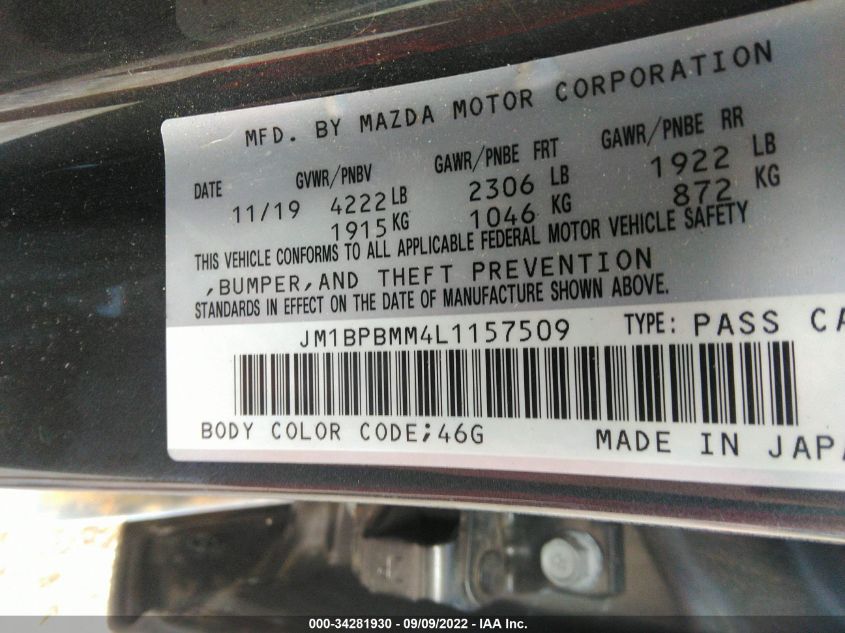 MFD. BY MAZDA MOTOR CORPORATION
DATE GVWR/PNBV GAWR/PNBE FRT GAWR/PNBE RR
11/19 4222 LB 2306 LB 1922 LB
1915 KG 1046 KG 872 KG
THIS VEHICLE CONFORMS TO ALL APPLICABLE FEDERAL MOTOR VEHICLE SAFETY
,BUMPER,AND THEFT PREVENTION
STANDARDS IN EFFECT ON THE DATE OF MANUFACTURE SHOWN ABOVE.
JM1BPBMM4L1157509 TYPE: PASS CA
BODY COLOR CODE;46G MADE IN JAPA
000-34281930 - 09/09/2022 - IAA Inc.